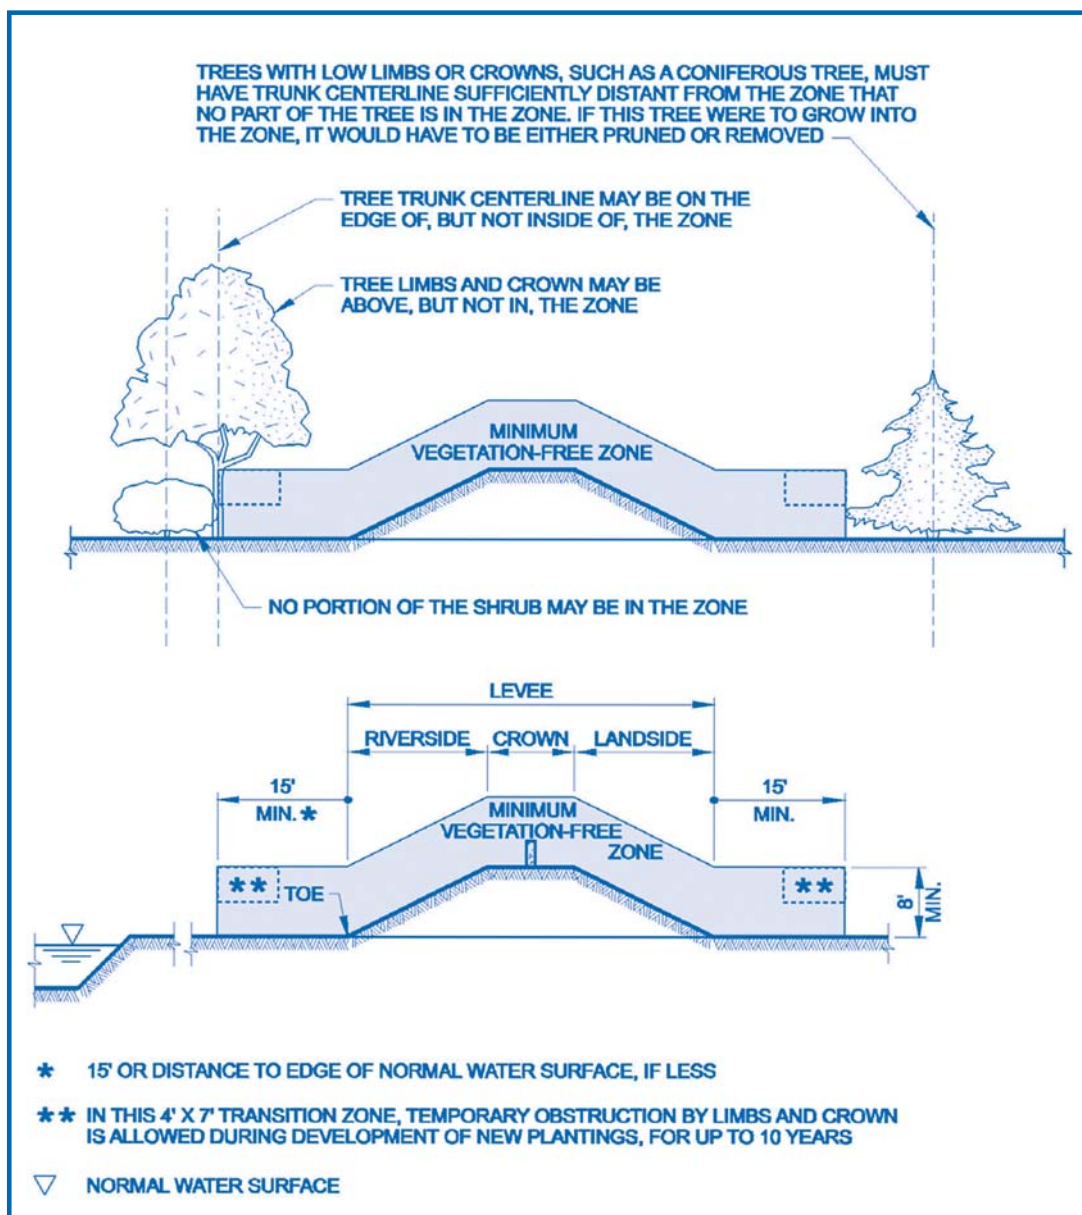 TREES WITH LOW LIMBS OR CROWNS, SUCH AS A CONIFEROUS TREE, MUST
HAVE TRUNK CENTERLINE SUFFICIENTLY DISTANT FROM THE ZONE THAT
NO PART OF THE TREE IS IN THE ZONE. IF THIS TREE WERE TO GROW INTO
THE ZONE, IT WOULD HAVE TO BE EITHER PRUNED OR REMOVED
TREE TRUNK CENTERLINE MAY BE ON THE
EDGE OF, BUT NOT INSIDE OF, THE ZONE
TREE LIMBS AND CROWN MAY BE
ABOVE, BUT NOT IN, THE ZONE
MINIMUM
VEGETATION-FREE ZONE
NO PORTION OF THE SHRUB MAY BE IN THE ZONE
LEVEE
RIVERSIDE CROWN LANDSIDE
15' 15'
MIN. * MIN.
MINIMUM
VEGETATION-FREE
ZONE
** TOE **
8'
MIN.
* 15' OR DISTANCE TO EDGE OF NORMAL WATER SURFACE, IF LESS
** IN THIS 4' X 7' TRANSITION ZONE, TEMPORARY OBSTRUCTION BY LIMBS AND CROWN
IS ALLOWED DURING DEVELOPMENT OF NEW PLANTINGS, FOR UP TO 10 YEARS
▽ NORMAL WATER SURFACE